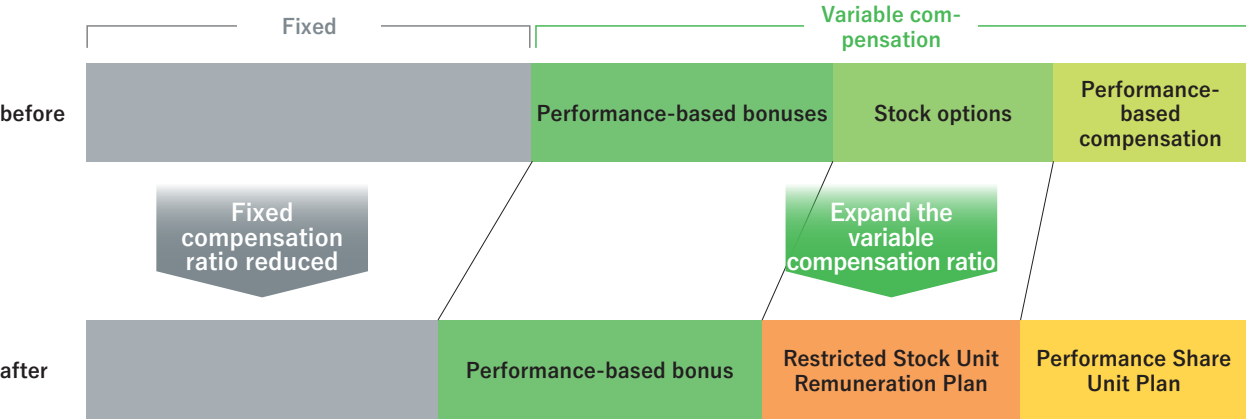 Fixed
Variable com-
pensation
before
Performance-based bonuses
Stock options
Performance-
based
compensation
Fixed
compensation
ratio reduced
Expand the
variable
compensation ratio
after
Performance-based bonus
Restricted Stock Unit
Remuneration Plan
Performance Share
Unit Plan